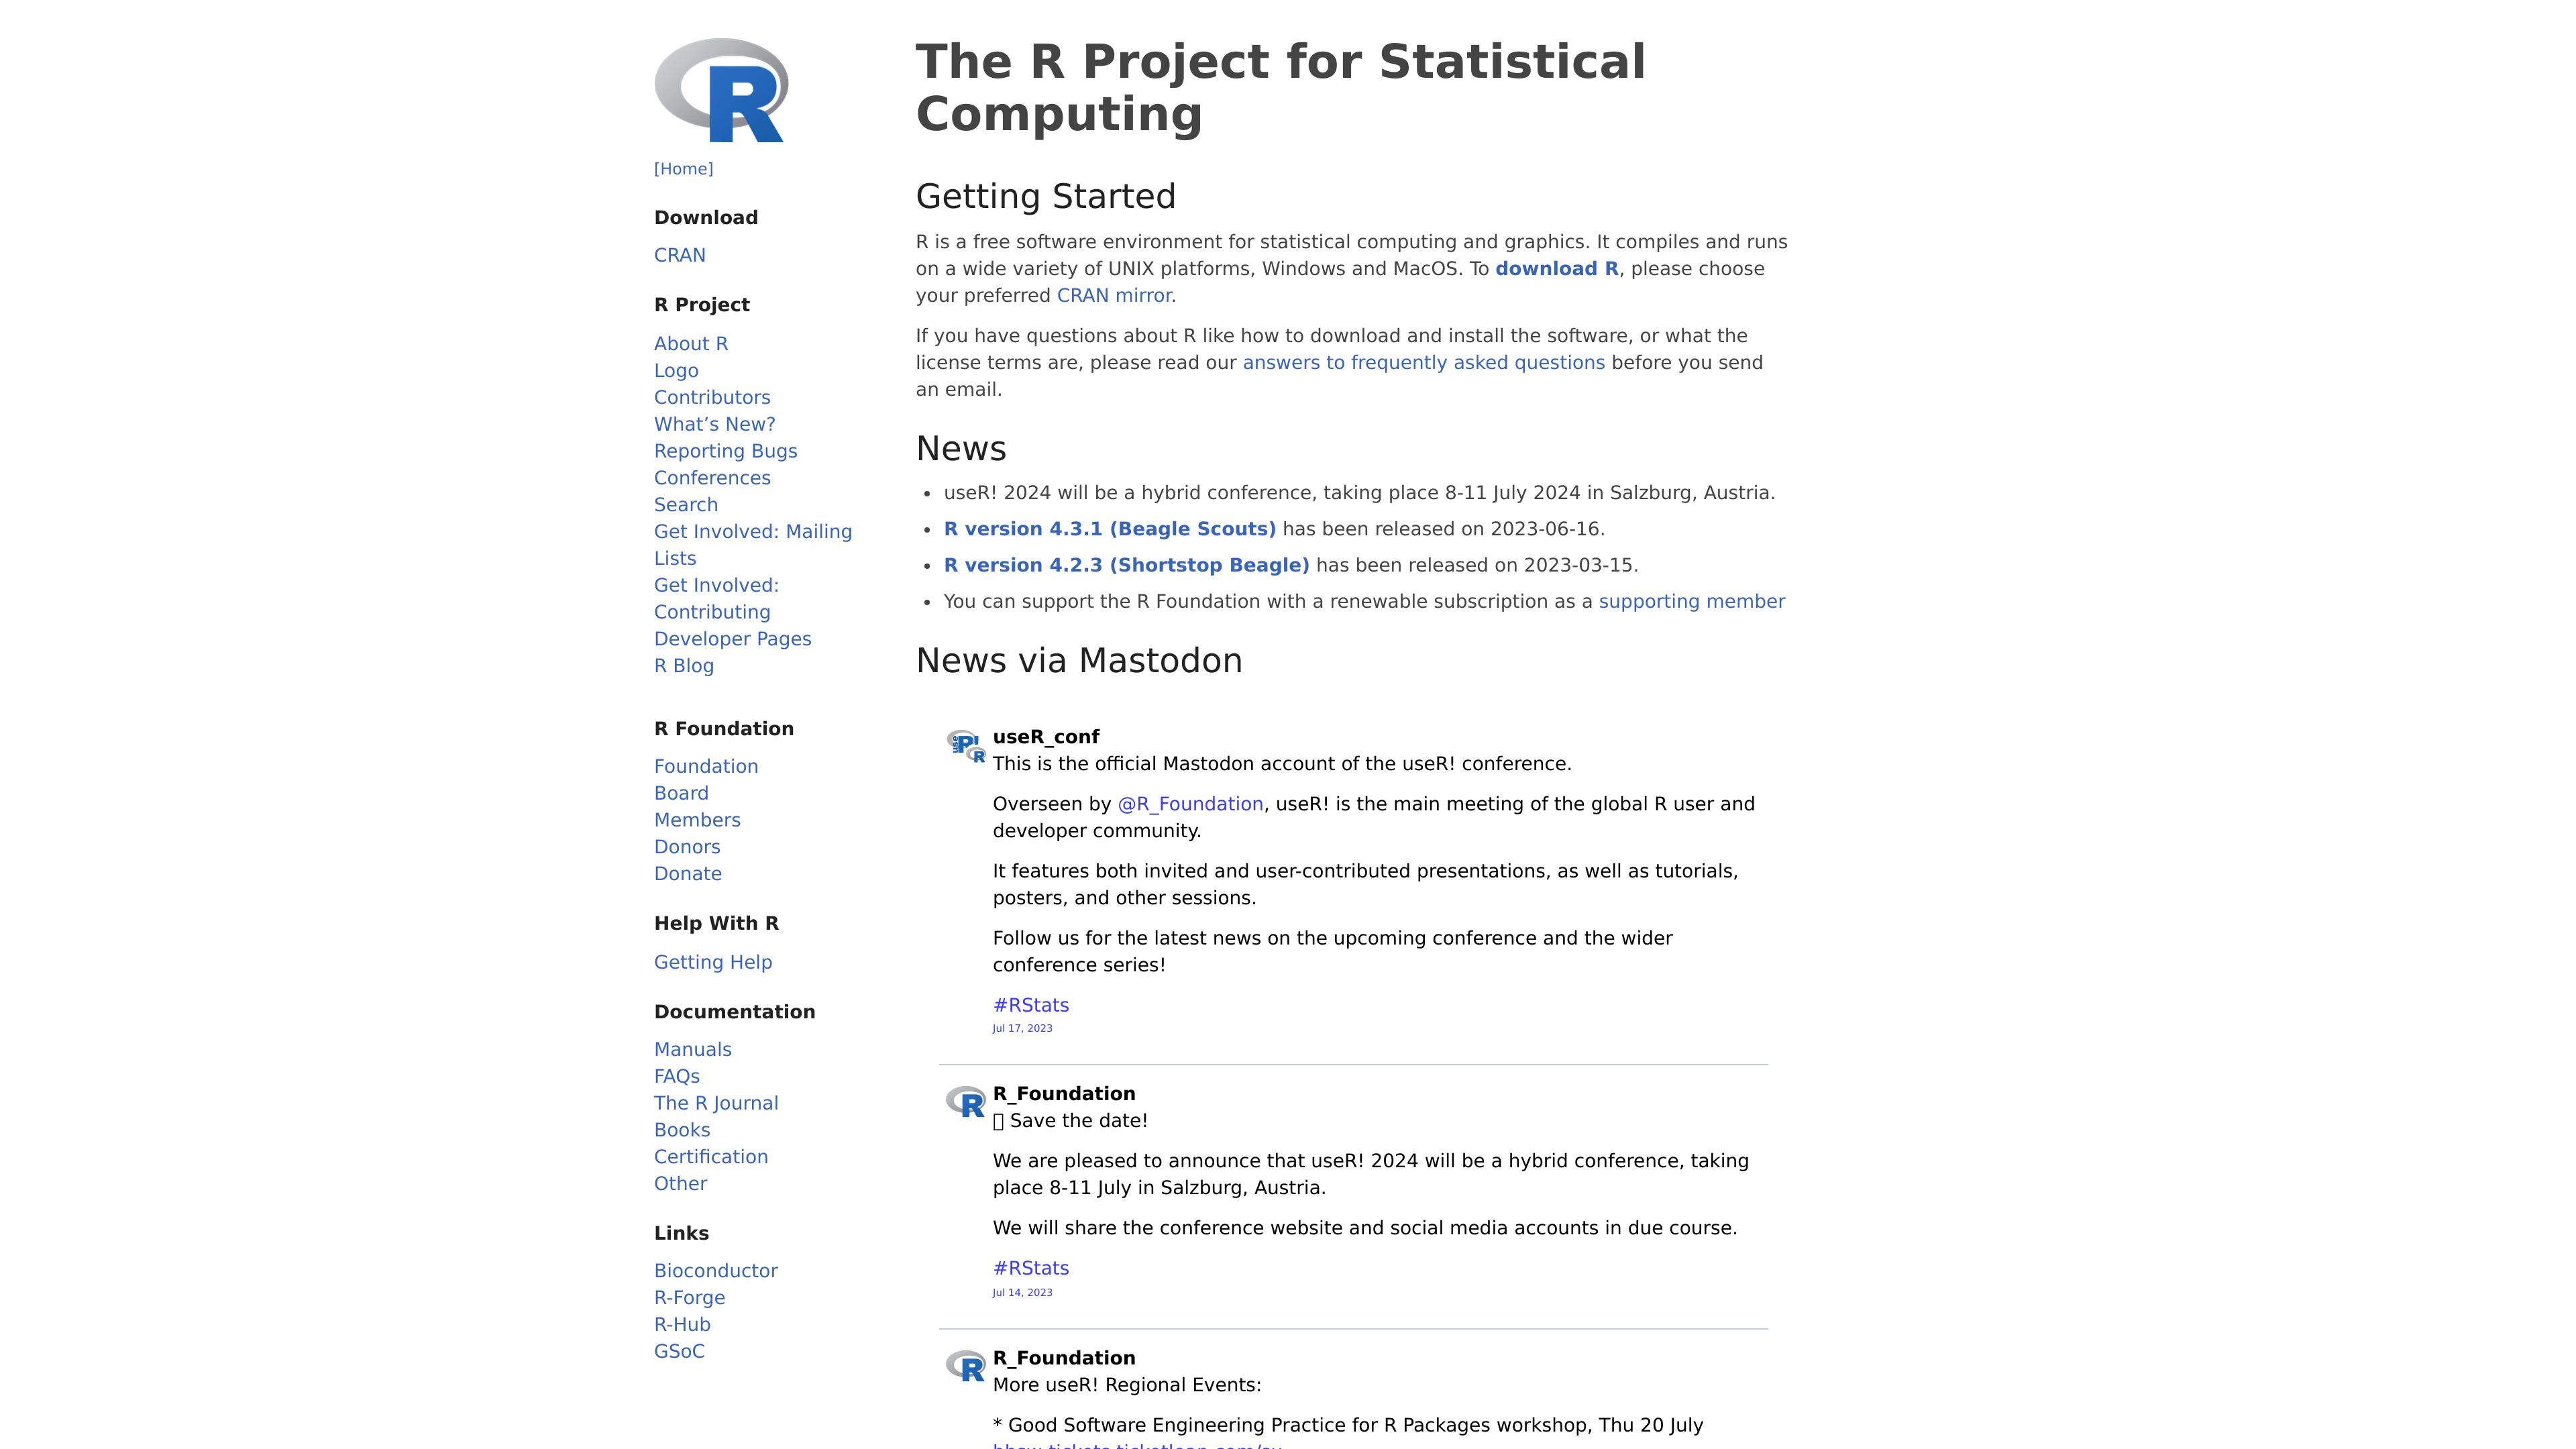 R
[Home]
Download
CRAN
R Project
About R
Logo
Contributors
What’s New?
Reporting Bugs
Conferences
Search
Get Involved: Mailing
Lists
Get Involved:
Contributing
Developer Pages
R Blog
R Foundation
Foundation
Board
Members
Donors
Donate
Help With R
Getting Help
Documentation
Manuals
FAQs
The R Journal
Books
Certification
Other
Links
Bioconductor
R-Forge
R-Hub
GSoC
The R Project for Statistical
Computing
Getting Started
R is a free software environment for statistical computing and graphics. It compiles and runs
on a wide variety of UNIX platforms, Windows and MacOS. To download R, please choose
your preferred CRAN mirror.
If you have questions about R like how to download and install the software, or what the
license terms are, please read our answers to frequently asked questions before you send
an email.
News
• useR! 2024 will be a hybrid conference, taking place 8-11 July 2024 in Salzburg, Austria.
• R version 4.3.1 (Beagle Scouts) has been released on 2023-06-16.
• R version 4.2.3 (Shortstop Beagle) has been released on 2023-03-15.
• You can support the R Foundation with a renewable subscription as a supporting member
News via Mastodon
useR_conf
This is the official Mastodon account of the useR! conference.
Overseen by @R_Foundation, useR! is the main meeting of the global R user and
developer community.
It features both invited and user-contributed presentations, as well as tutorials,
posters, and other sessions.
Follow us for the latest news on the upcoming conference and the wider
conference series!
#RStats
Jul 17, 2023
R_Foundation
Save the date!
We are pleased to announce that useR! 2024 will be a hybrid conference, taking
place 8-11 July in Salzburg, Austria.
We will share the conference website and social media accounts in due course.
#RStats
Jul 14, 2023
R_Foundation
More useR! Regional Events:
* Good Software Engineering Practice for R Packages workshop, Thu 20 July